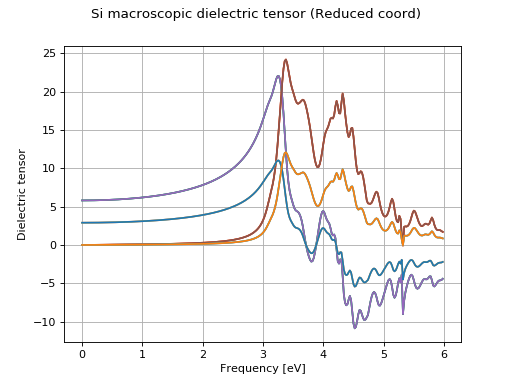 Si macroscopic dielectric tensor (Reduced coord)
25
20
15
10
5
0
−5
−10
Dielectric tensor
0 1 2 3 4 5 6
Frequency [eV]